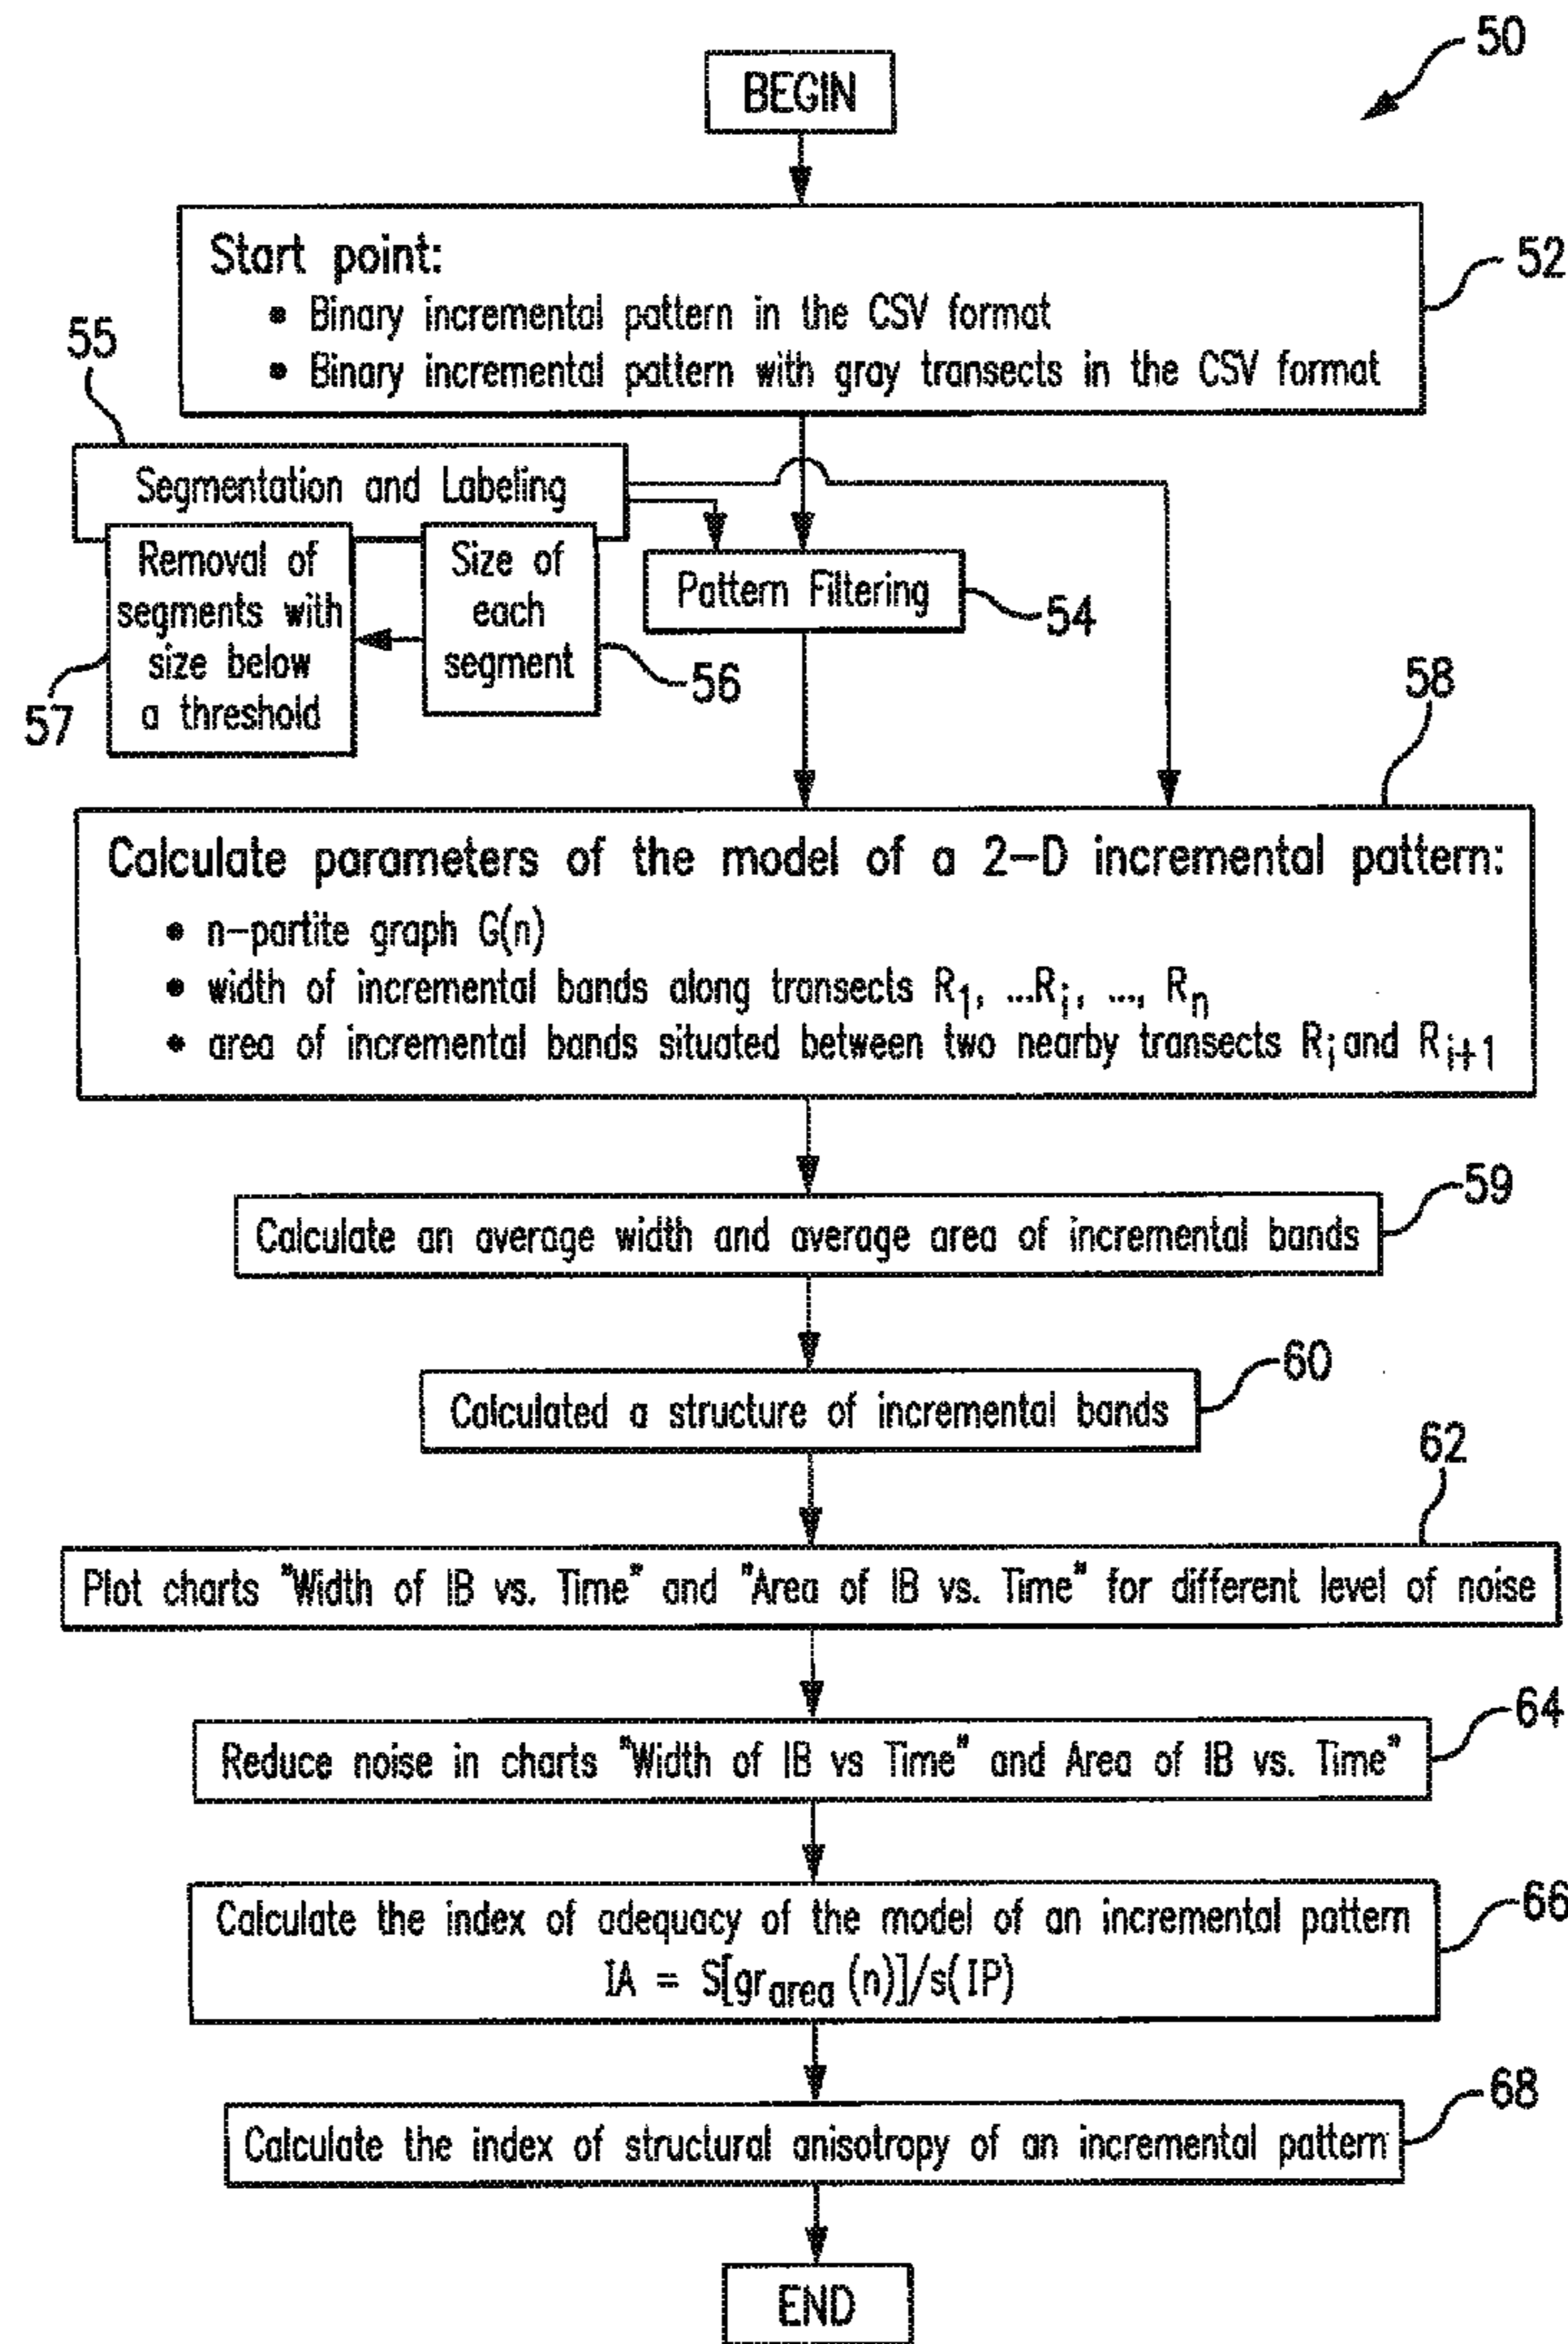 50
BEGIN
Start point:
• Binary incremental pattern in the CSV format
• Binary incremental pattern with gray transects in the CSV format
52
55
Segmentation and Labeling
Removal of
segments with
size below
a threshold
57
Size of
each
segment
56
Pattern Filtering
54
58
Calculate parameters of the model of a 2-D incremental pattern:
• n-partite graph G(n)
• width of incremental bands along transects R1, ...Ri, ..., Rn
• area of incremental bands situated between two nearby transects Ri and Ri+1
59
Calculate an average width and average area of incremental bands
60
Calculated a structure of incremental bands
62
Plot charts "Width of IB vs. Time" and "Area of IB vs. Time" for different level of noise
64
Reduce noise in charts "Width of IB vs Time" and Area of IB vs. Time"
66
Calculate the index of adequacy of the model of an incremental pattern
IA = S[gr area (n)]/s(IP)
68
Calculate the index of structural anisotropy of an incremental pattern
END